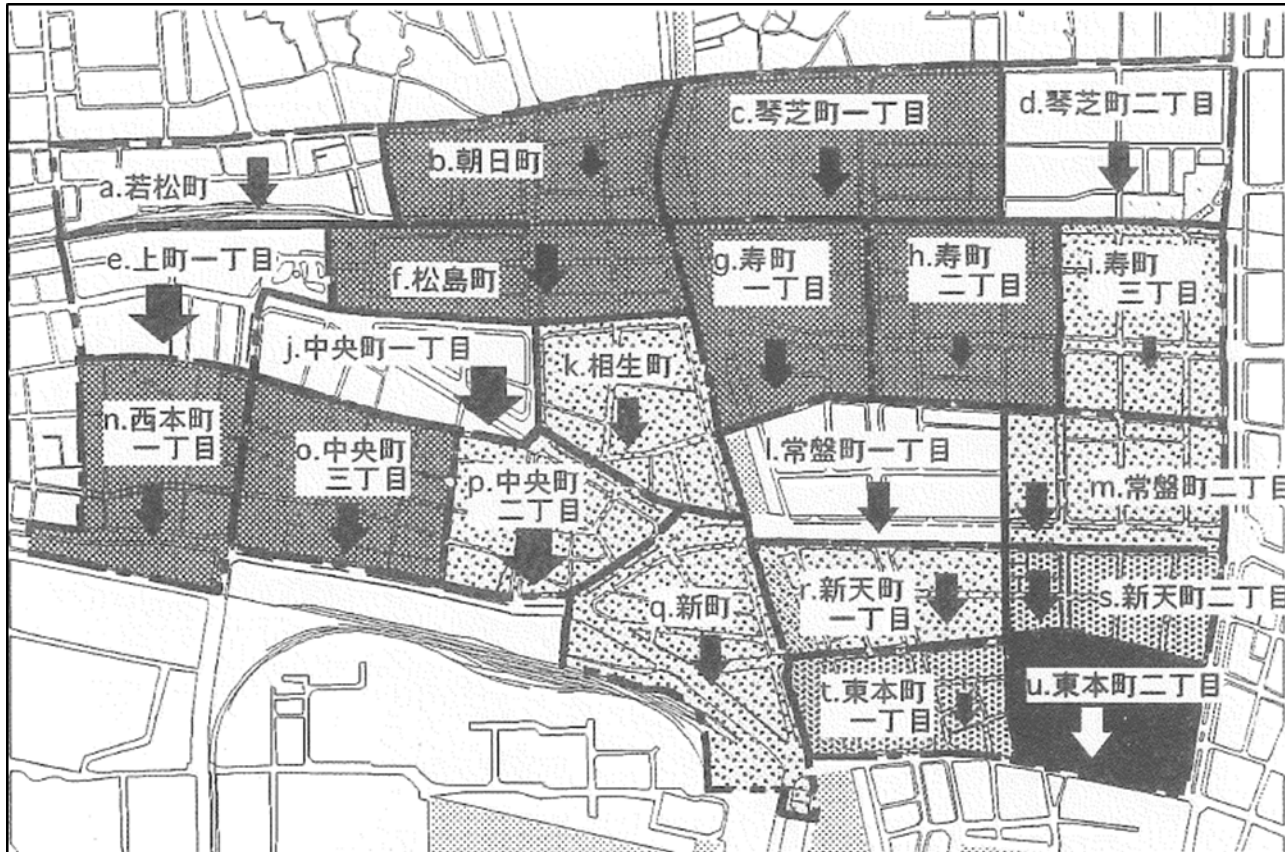 a.若松町
b.朝日町
c.琴芝町一丁目
d.琴芝町二丁目
e.上町一丁目
f.松島町
g.寿町
一丁目
h.寿町
二丁目
i.寿町
三丁目
j.中央町一丁目
k.相生町
l.常盤町一丁目
m.常盤町二丁目
n.西本町
一丁目
o.中央町
三丁目
p.中央町
二丁目
q.新町
r.新天町
一丁目
s.新天町二丁目
t.東本町
一丁目
u.東本町二丁目